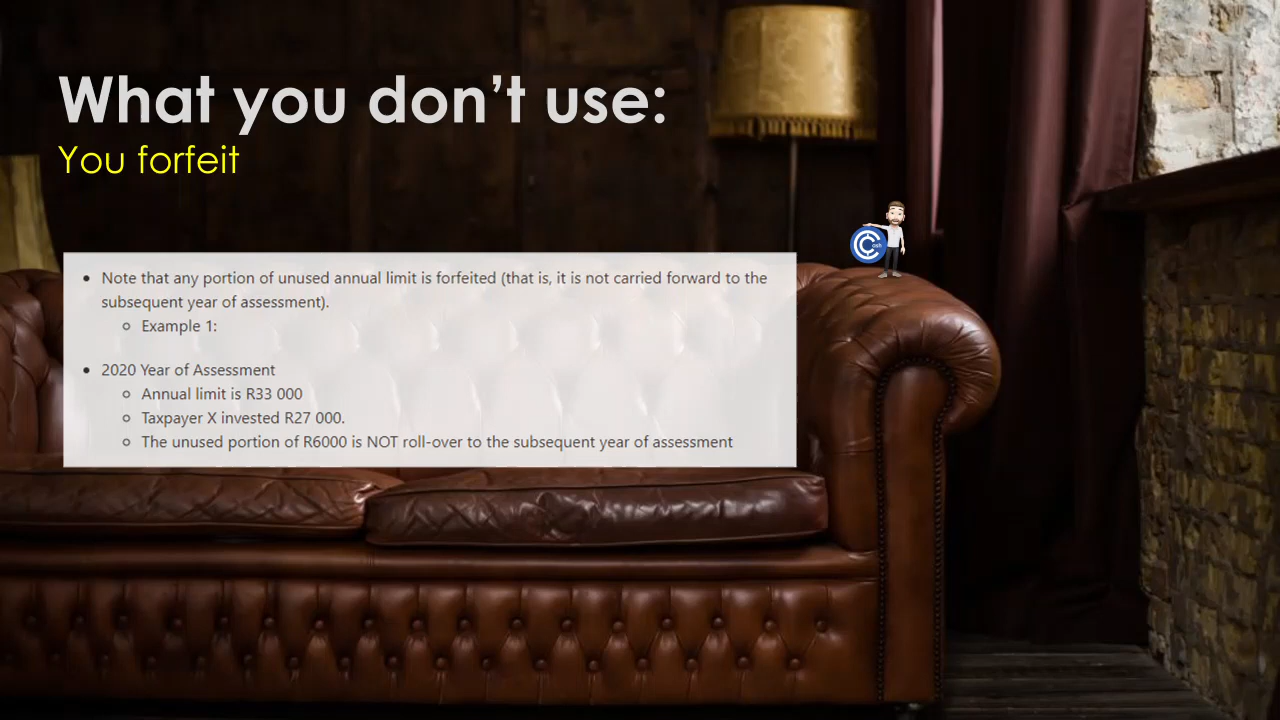 What you don’t use:
You forfeit
• Note that any portion of unused annual limit is forfeited (that is, it is not carried forward to the
subsequent year of assessment).
o Example 1:
• 2020 Year of Assessment
o Annual limit is R33 000
o Taxpayer X invested R27 000.
o The unused portion of R6000 is NOT roll-over to the subsequent year of assessment
Cash